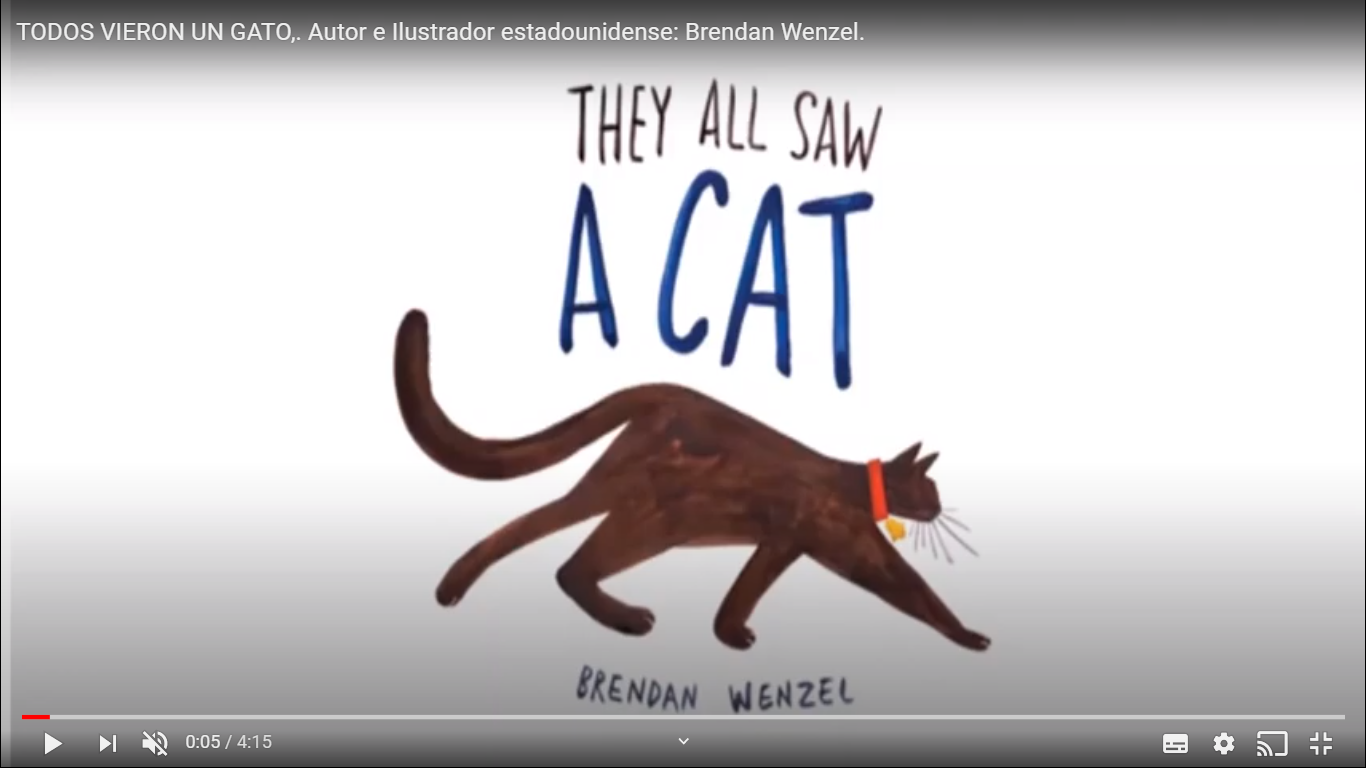 TODOS VIERON UN GATO,. Autor e Ilustrador estadounidense: Brendan Wenzel.
THEY ALL SAW
A CAT
BRENDAN WENZEL
0:05 / 4:15